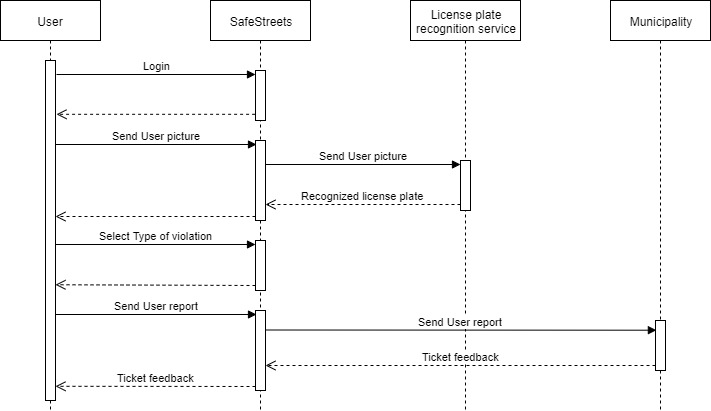 User
SafeStreets
License plate
recognition service
Municipality
Login
Send User picture
Send User picture
Recognized license plate
Select Type of violation
Send User report
Send User report
Ticket feedback
Ticket feedback